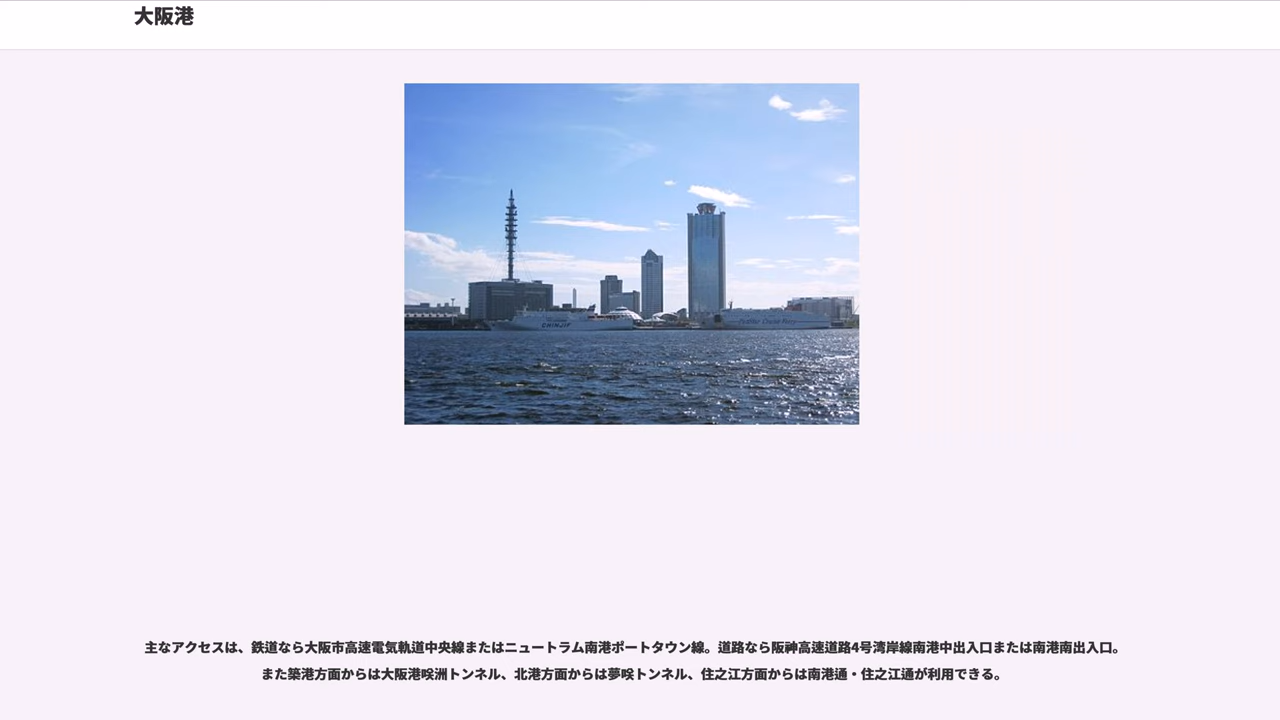 大阪港
CHINJIF
主なアクセスは、鉄道なら大阪市高速電気軌道中央線またはニュートラム南港ポートタウン線。道路なら阪神高速道路4号湾岸線南港中出入口または南港南出入口。
また築港方面からは大阪港咲洲トンネル、北港方面からは夢咲トンネル、住之江方面からは南港通・住之江通が利用できる。